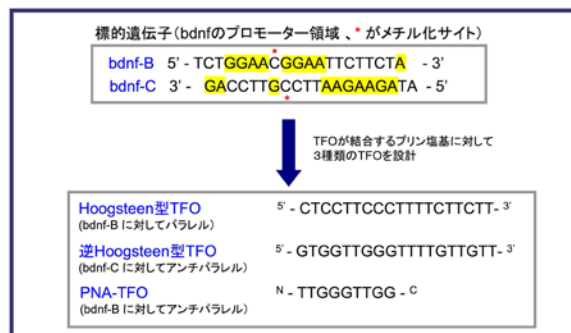 標的遺伝子(bdnfのプロモーター領域 、* がメチル化サイト)
*
bdnf-B 5' - TCTGGAACGGAATTCTTCTA - 3'
bdnf-C 3' - GACCTTGCCTTAAGAAGATA - 5'
*
TFOが結合するプリン塩基に対して
3種類のTFOを設計
Hoogsteen型TFO 5' - CTCCTTCCCTTTTCTTCTT- 3'
(bdnf-B に対してパラレル)
逆Hoogsteen型TFO 5' - GTGGTTGGGTTTTGTTGTT- 3'
(bdnf-C に対してアンチパラレル)
PNA-TFO N - TTGGGTTGG - C
(bdnf-B に対してアンチパラレル)